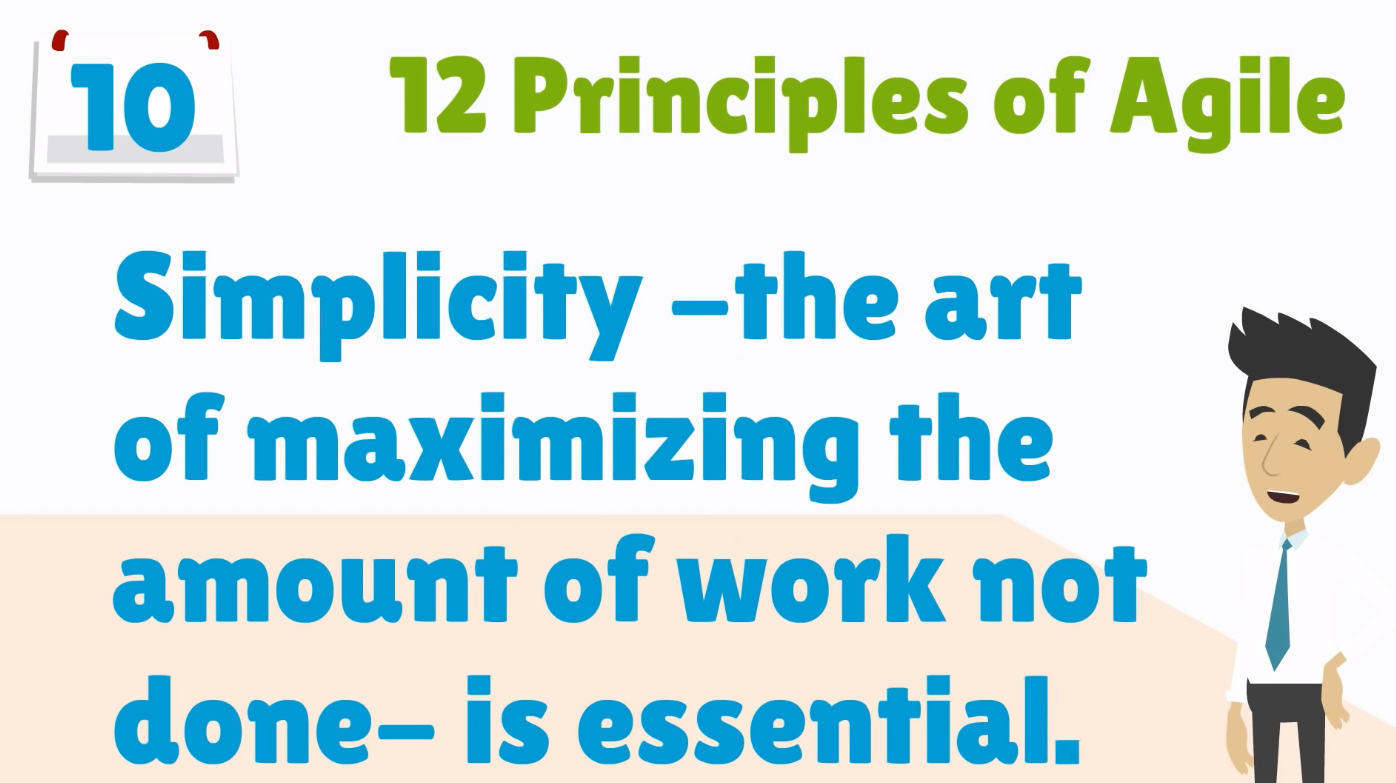 10
12 Principles of Agile
Simplicity –the art
of maximizing the
amount of work not
done– is essential.